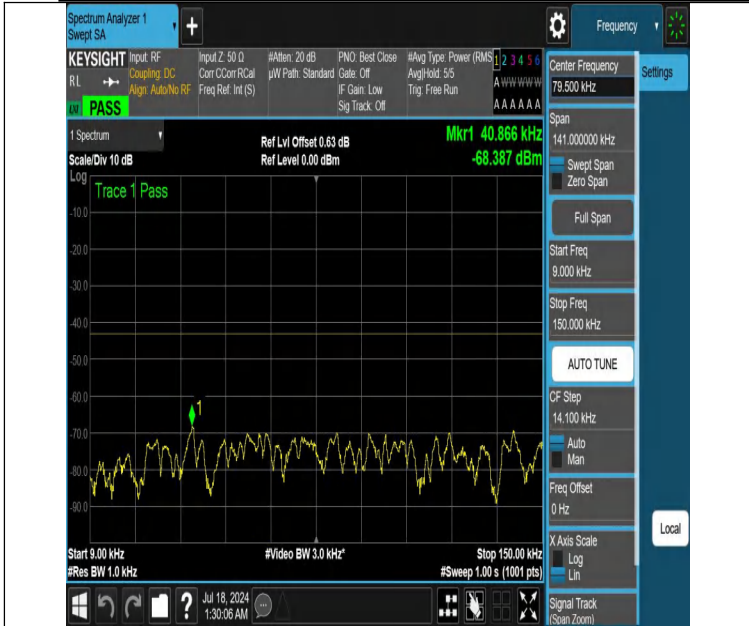 Spectrum Analyzer 1
Swept SA
+
Frequency
KEYSIGHT
RL
PASS
Input: RF
Coupling: DC
Align: Auto/No RF
Input Z: 50 Ω
Corr CCorr RCal
Freq Ref: Int (S)
#Atten: 20 dB
µW Path: Standard
PNO: Best Close
Gate: Off
IF Gain: Low
Sig Track: Off
#Avg Type: Power (RMS
Avg|Hold: 5/5
Trig: Free Run
1 2 3 4 5 6
A W W W W W
A A A A A A
1 Spectrum
Scale/Div 10 dB
Ref Lvl Offset 0.63 dB
Ref Level 0.00 dBm
Mkr1 40.866 kHz
-68.387 dBm
Log
Trace 1 Pass
-10.0
-20.0
-30.0
-40.0
-50.0
-60.0
-70.0
-80.0
-90.0
1
Start 9.00 kHz
#Res BW 1.0 kHz
#Video BW 3.0 kHz*
Stop 150.00 kHz
#Sweep 1.00 s (1001 pts)
Jul 18, 2024
1:30:06 AM
Center Frequency
79.500 kHz
Span
141.000000 kHz
Swept Span
Zero Span
Full Span
Start Freq
9.000 kHz
Stop Freq
150.000 kHz
AUTO TUNE
CF Step
14.100 kHz
Auto
Man
Freq Offset
0 Hz
X Axis Scale
Log
Lin
Signal Track
(Span Zoom)
Settings
Local